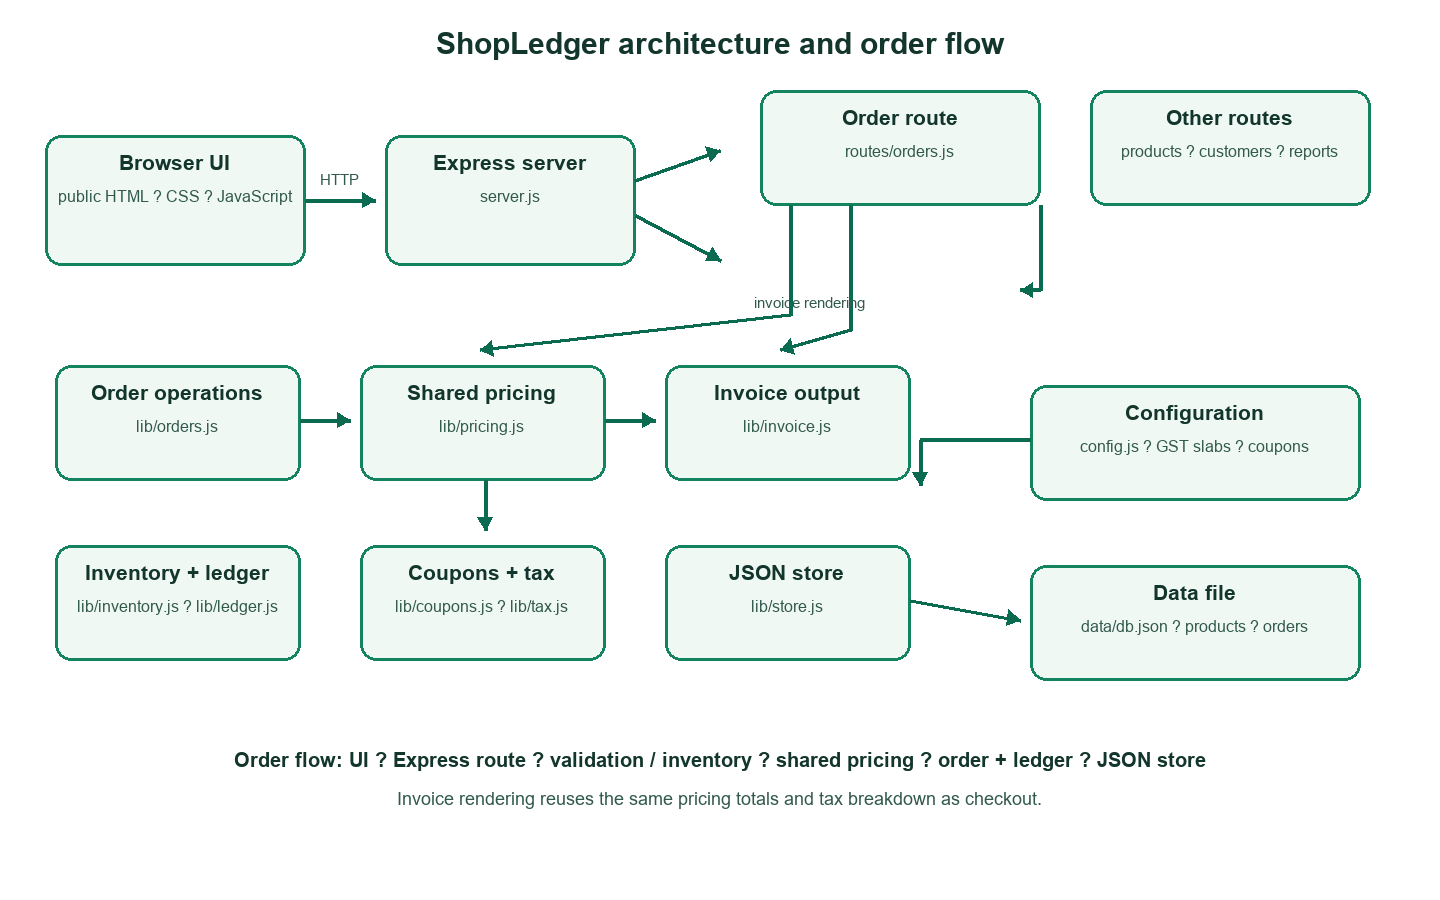 ShopLedger architecture and order flow
Order route
routes/orders.js
Other routes
products ? customers ? reports
Browser UI
public HTML ? CSS ? JavaScript
HTTP
Express server
server.js
invoice rendering
Order operations
lib/orders.js
Shared pricing
lib/pricing.js
Invoice output
lib/invoice.js
Configuration
config.js ? GST slabs ? coupons
Inventory + ledger
lib/inventory.js ? lib/ledger.js
Coupons + tax
lib/coupons.js ? lib/tax.js
JSON store
lib/store.js
Data file
data/db.json ? products ? orders
Order flow: UI ? Express route ? validation / inventory ? shared pricing ? order + ledger ? JSON store
Invoice rendering reuses the same pricing totals and tax breakdown as checkout.